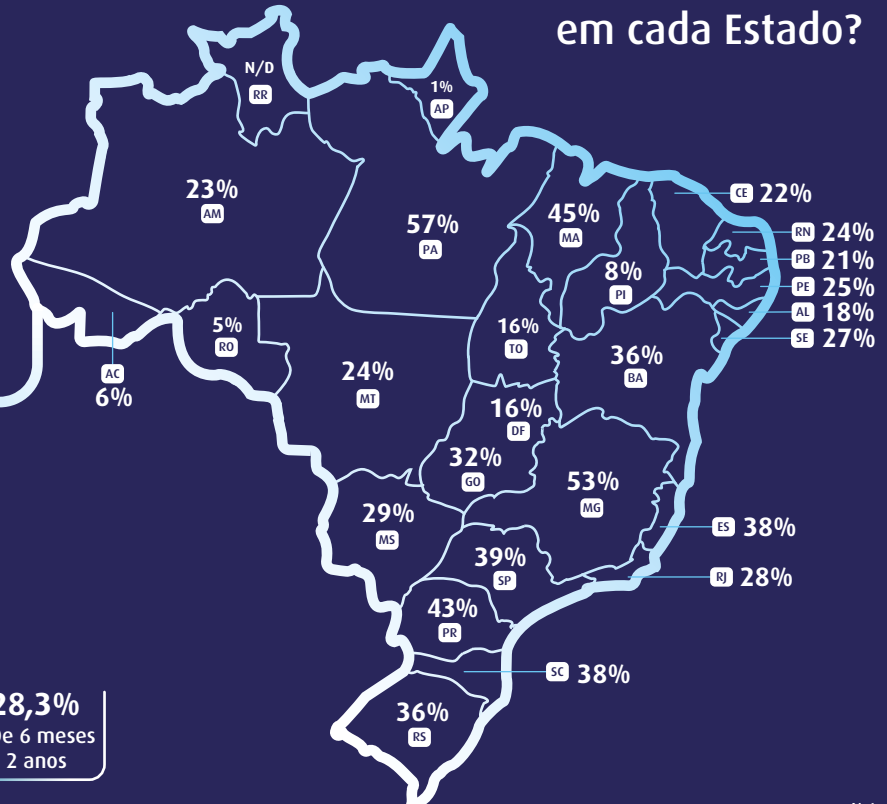 em cada Estado?
N/D
RR
1%
AP
23%
AM
57%
PA
45%
MA
8%
PI
CE 22%
RN 24%
PB 21%
PE 25%
AL 18%
SE 27%
5%
RO
16%
TO
36%
BA
AC
6%
24%
MT
16%
DF
32%
GO
53%
MG
29%
MS
ES 38%
39%
SP
RJ 28%
43%
PR
SC 38%
36%
RS
28,3%
de 6 meses
2 anos